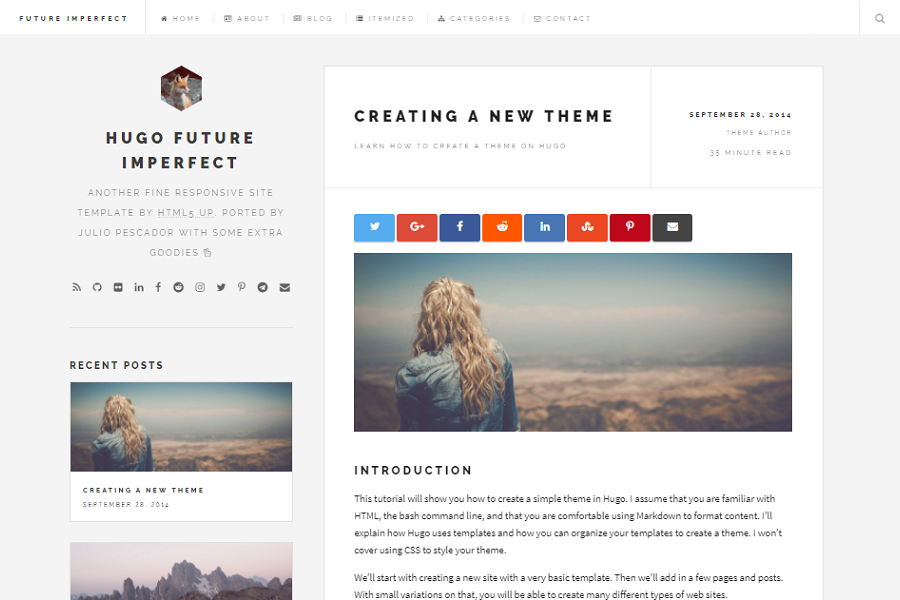 FUTURE IMPERFECT
HOME
ABOUT
BLOG
ITEMIZED
CATEGORIES
CONTACT
HUGO FUTURE
IMPERFECT
ANOTHER FINE RESPONSIVE SITE
TEMPLATE BY HTML5 UP. PORTED BY
JULIO PESCADOR WITH SOME EXTRA
GOODIES
RECENT POSTS
CREATING A NEW THEME
SEPTEMBER 28, 2014
CREATING A NEW THEME
LEARN HOW TO CREATE A THEME ON HUGO
SEPTEMBER 28, 2014
THEME AUTHOR
35 MINUTE READ
INTRODUCTION
This tutorial will show you how to create a simple theme in Hugo. I assume that you are familiar with
HTML, the bash command line, and that you are comfortable using Markdown to format content. I'll
explain how Hugo uses templates and how you can organize your templates to create a theme. I won't
cover using CSS to style your theme.
We'll start with creating a new site with a very basic template. Then we'll add in a few pages and posts.
With small variations on that, you will be able to create many different types of web sites.